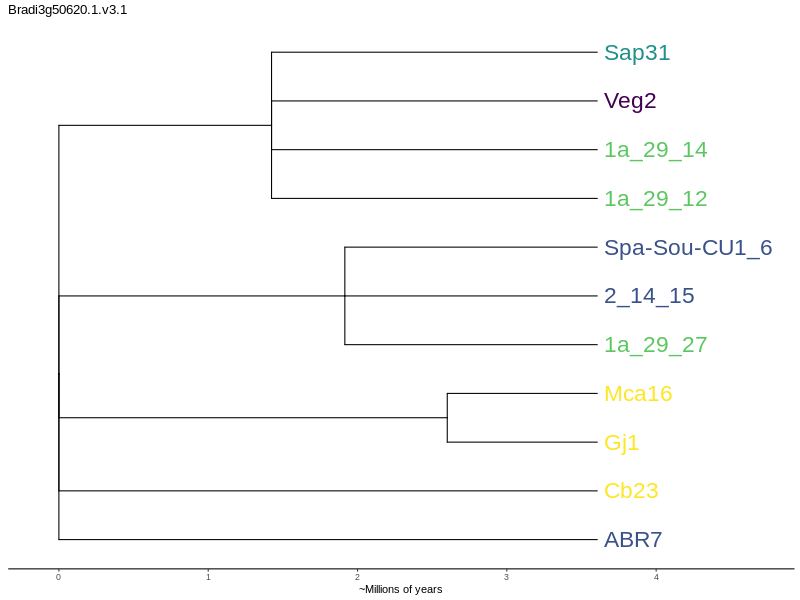 Bradi3g50620.1.v3.1
Sap31
Veg2
1a_29_14
1a_29_12
Spa-Sou-CU1_6
2_14_15
1a_29_27
Mca16
Gj1
Cb23
ABR7
0 1 2 3 4
~Millions of years